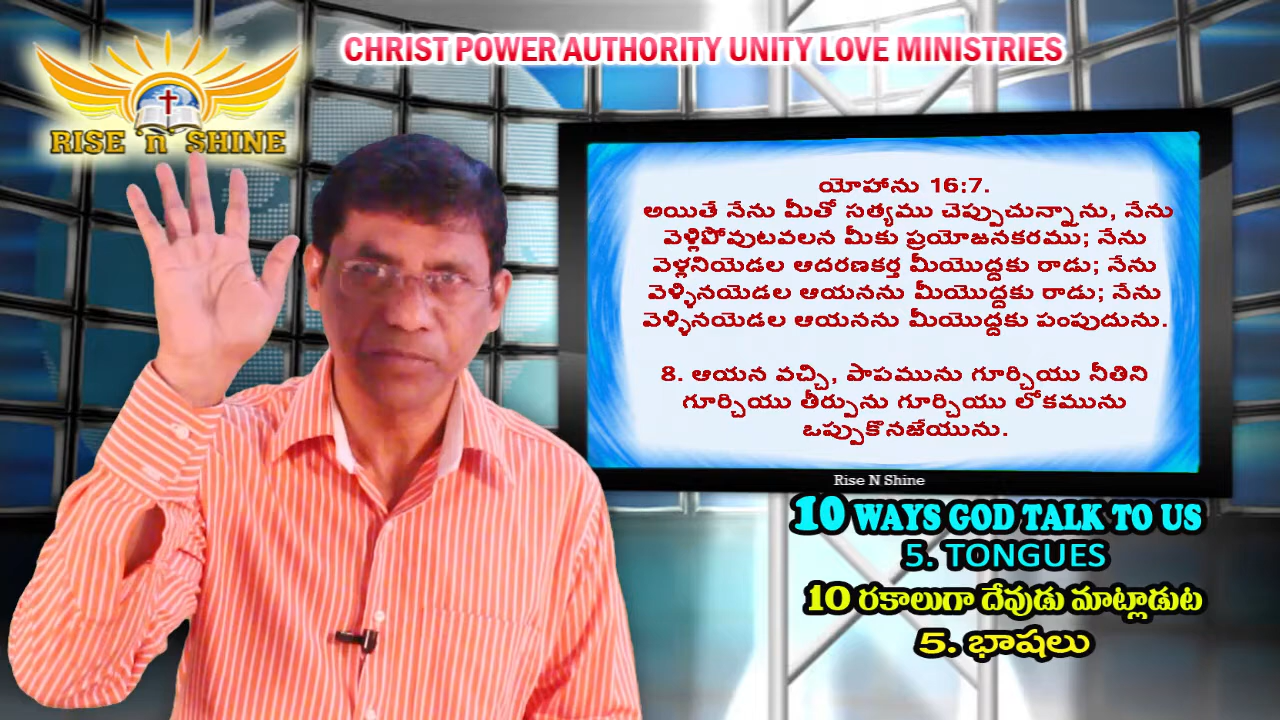 CHRIST POWER AUTHORITY UNITY LOVE MINISTRIES
RISE 'n' SHINE
యోహాను 16:7.
అయితే నేను మీతో సత్యము చెప్పుచున్నాను, నేను
వెళ్లిపోవుటవలన మీకు ప్రయోజనకరము; నేను
వెళ్లనియెడల ఆదరణకర్త మీయొద్దకు రాడు; నేను
వెళ్ళినయెడల ఆయనను మీయొద్దకు రాడు; నేను
వెళ్ళినయెడల ఆయనను మీయొద్దకు పంపుదును.
8. ఆయన వచ్చి, పాపమును గూర్చియు నీతిని
గూర్చియు తీర్పును గూర్చియు లోకమును
ఒప్పుకొనజేయును.
Rise N Shine
10 WAYS GOD TALK TO US
5. TONGUES
10 రకాలుగా దేవుడు మాట్లాడుట
5. భాషలు